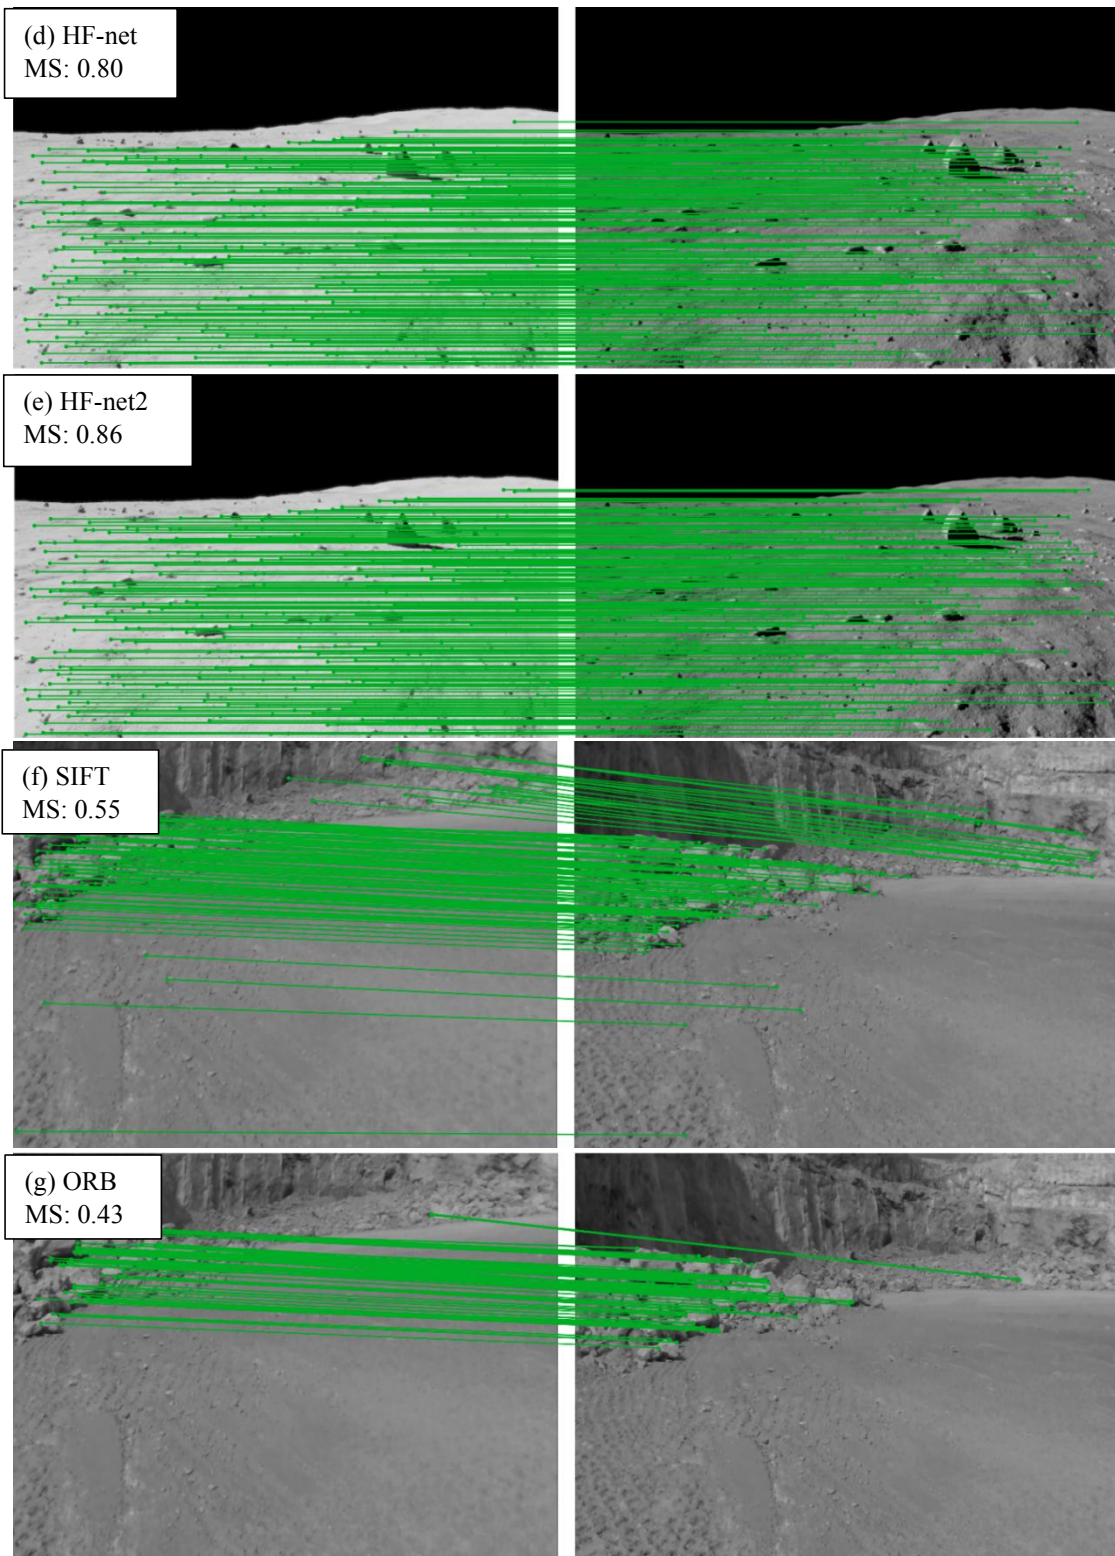 (d) HF-net
MS: 0.80
(e) HF-net2
MS: 0.86
(f) SIFT
MS: 0.55
(g) ORB
MS: 0.43